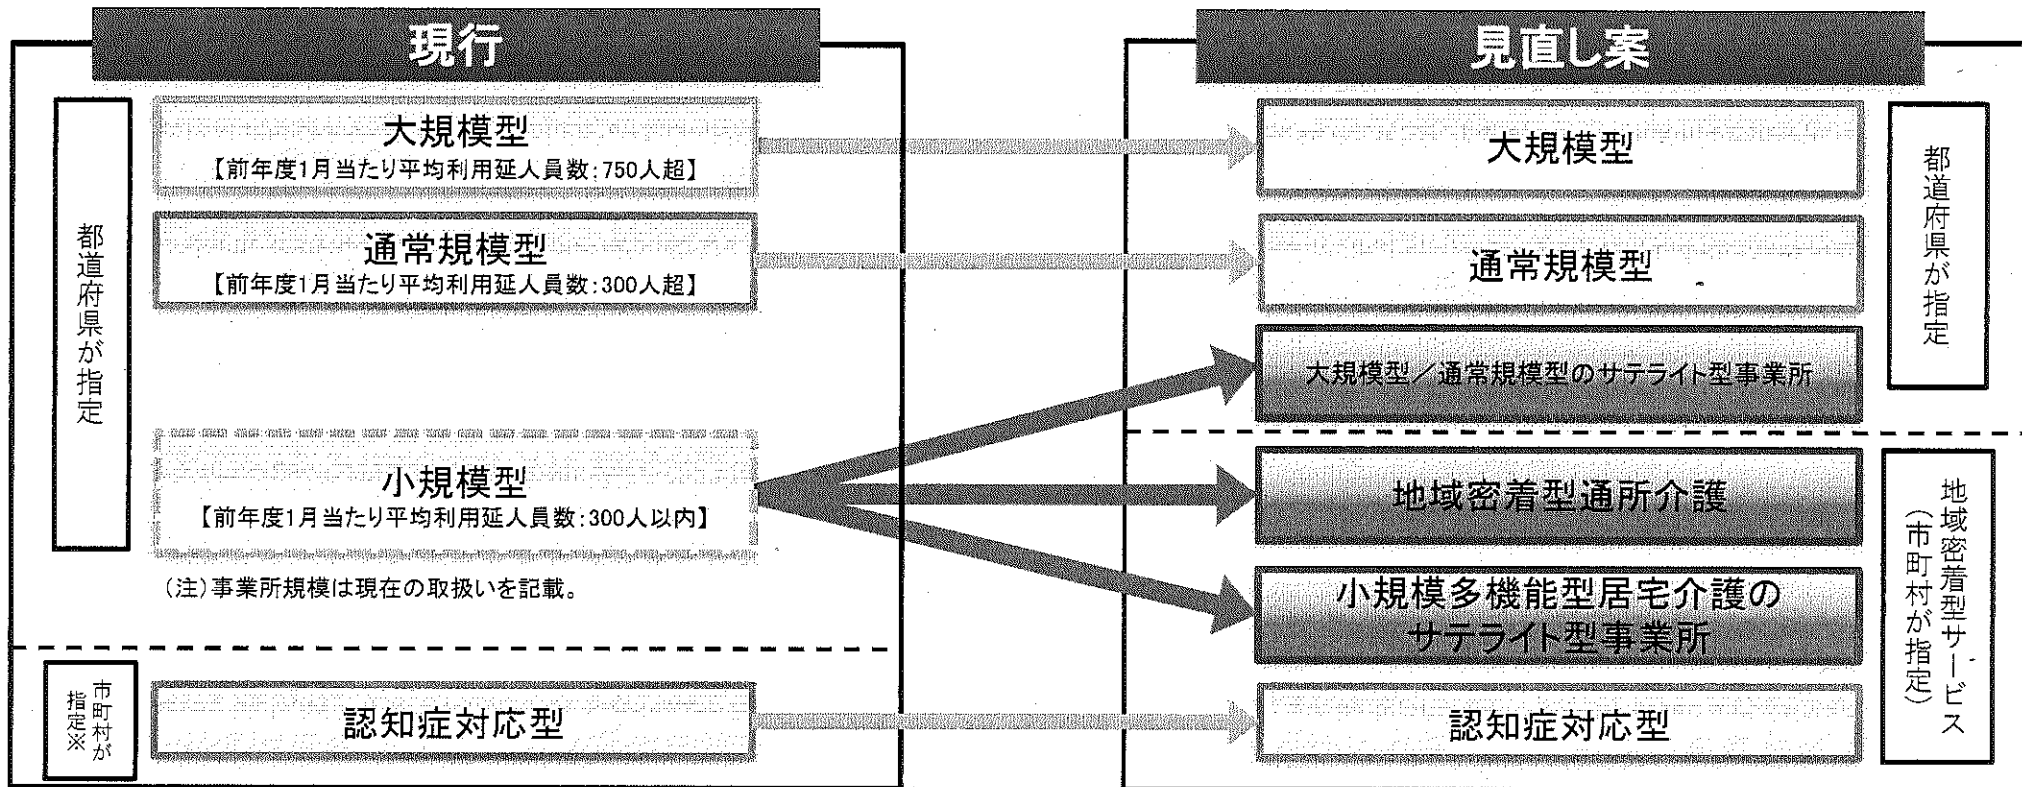 現行
都道府県が指定
大規模型
【前年度1月当たり平均利用延人員数:750人超】
通常規模型
【前年度1月当たり平均利用延人員数:300人超】
小規模型
【前年度1月当たり平均利用延人員数:300人以内】
(注)事業所規模は現在の取扱いを記載。
市町村が
指定※
認知症対応型
見直し案
大規模型
通常規模型
大規模型/通常規模型のサテライト型事業所
都道府県が指定
地域密着型通所介護
小規模多機能型居宅介護の
サテライト型事業所
認知症対応型
地域密着型サービス
(市町村が指定)